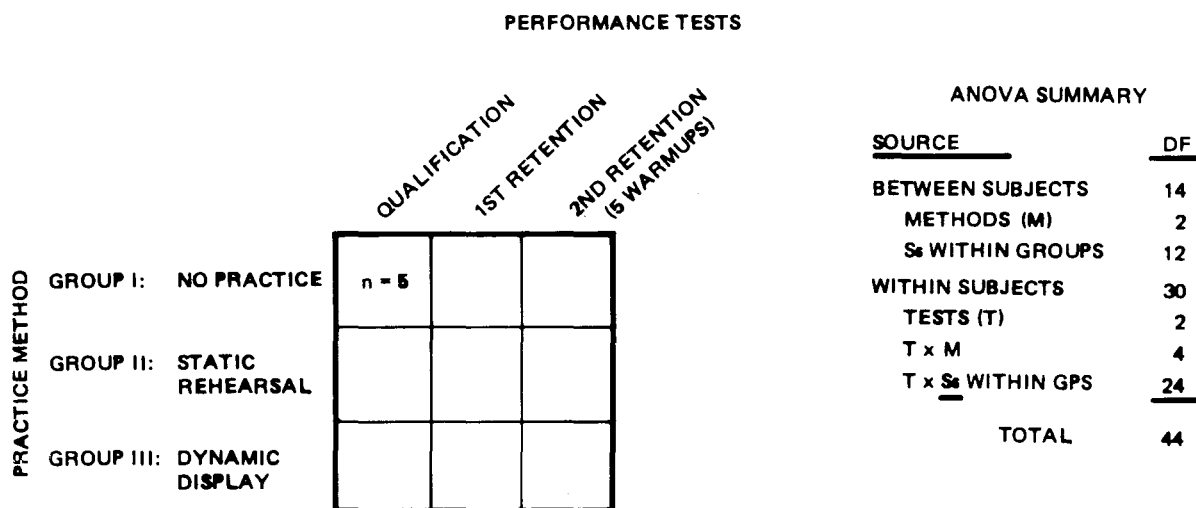 PERFORMANCE TESTS
QUALIFICATION
1ST RETENTION
2ND RETENTION
(5 WARMUPS)
PRACTICE METHOD
GROUP I: NO PRACTICE
n = 5
GROUP II: STATIC
REHEARSAL
GROUP III: DYNAMIC
DISPLAY
ANOVA SUMMARY
SOURCE DF
BETWEEN SUBJECTS 14
METHODS (M) 2
Ss WITHIN GROUPS 12
WITHIN SUBJECTS 30
TESTS (T) 2
T x M 4
T x Ss WITHIN GPS 24
TOTAL 44